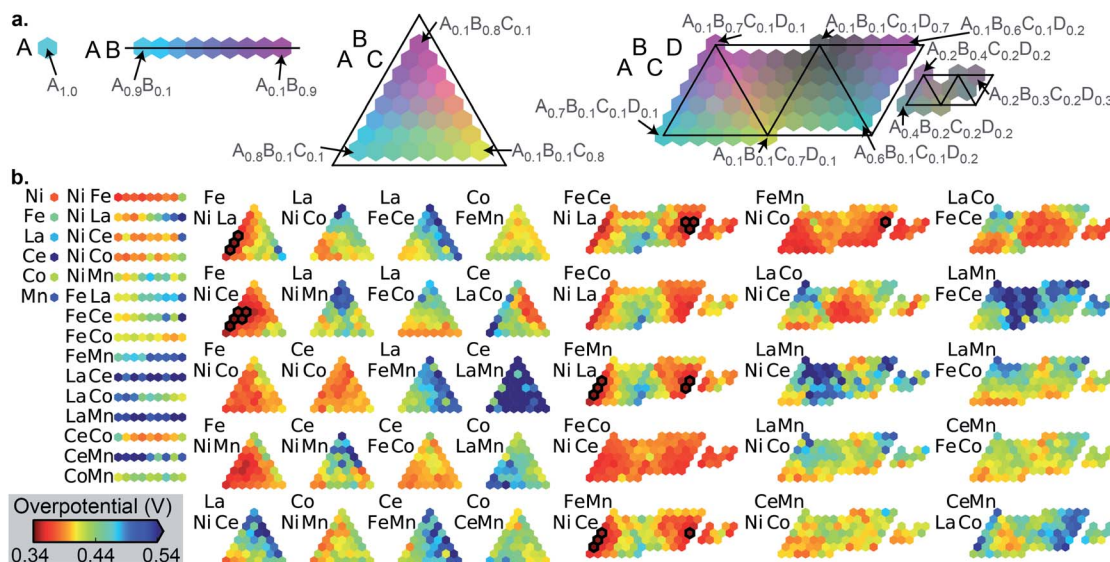 a.
A
A B
B
A C
B D
A C
A1.0
A0.9B0.1
A0.1B0.9
A0.1B0.8C0.1
A0.8B0.1C0.1
A0.1B0.1C0.8
A0.1B0.7C0.1D0.1
A0.1B0.1C0.1D0.7
A0.1B0.6C0.1D0.2
A0.2B0.4C0.2D0.2
A0.2B0.3C0.2D0.3
A0.4B0.2C0.2D0.2
A0.7B0.1C0.1D0.1
A0.1B0.1C0.7D0.1
A0.6B0.1C0.1D0.2
b.
Ni
Fe
La
Ce
Co
Mn
Ni Fe
Ni La
Ni Ce
Ni Co
Ni Mn
Fe La
Fe Ce
Fe Co
Fe Mn
La Ce
La Co
La Mn
Ce Co
Ce Mn
Co Mn
Fe
Ni La
La
Ni Co
La
Fe Ce
Co
Fe Mn
Fe Ce
Ni La
Fe Mn
Ni Co
La Co
Fe Ce
Fe
Ni Ce
La
Ni Mn
La
Fe Co
Ce
La Co
Fe Co
Ni La
La Co
Ni Ce
La Mn
Fe Ce
Fe
Ni Co
Ce
Ni Co
La
Fe Mn
Ce
La Mn
Fe Mn
Ni La
La Mn
Ni Ce
La Mn
Fe Co
Fe
Ni Mn
Ce
Ni Mn
Ce
Fe Co
Co
La Mn
Fe Co
Ni Ce
La Mn
Ni Co
Ce Mn
Fe Co
La
Ni Ce
Co
Ni Mn
Ce
Fe Mn
Co
Ce Mn
Fe Mn
Ni Ce
Ce Mn
Ni Co
Ce Mn
La Co
Overpotential (V)
0.34 0.44 0.54